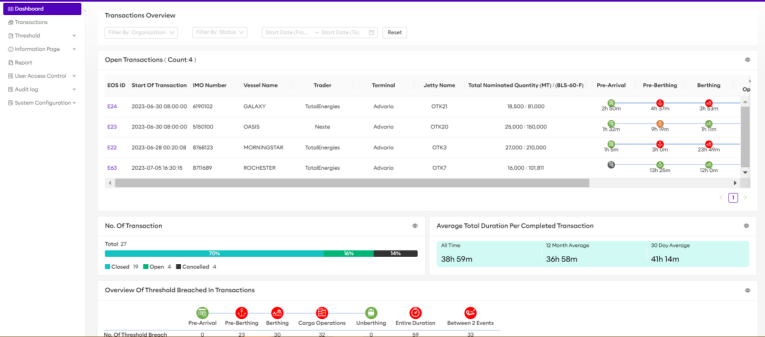 Dashboard
Transactions
Threshold
Information Page
Report
User Access Control
Audit log
System Configuration
Transactions Overview
Filter By: Organisation
Filter By: Status
Start Date (Fro... → Start Date (To)
Reset
Open Transactions ( Count 4 )
EOS ID Start Of Transaction IMO Number Vessel Name Trader Terminal Jetty Name Total Nominated Quantity (MT) / (BLS-60-F) Pre-Arrival Pre-Berthing Berthing Op
E24 2023-06-30 08:00:00 6190102 GALAXY TotalEnergies Advario OTK21 18,500 / 81,000 2h 50m 4h 57m 3h 53m
E23 2023-06-30 08:00:00 5150100 OASIS Neste Advario OTK20 25,000 / 150,000 1h 32m 9h 19m 1h 11m
E22 2023-06-28 00:20:08 8768123 MORNINGSTAR TotalEnergies Advario OTK3 27,000 / 210,000 1h 5m 3h 0m 23h 49m
E63 2023-07-05 16:30:15 8711689 ROCHESTER TotalEnergies Advario OTK7 16,000 / 101,811 13h 25m 12h 0m
1
No. Of Transaction
Total 27
70% 16% 14%
Closed 19 Open 4 Cancelled 4
Average Total Duration Per Completed Transaction
All Time 12 Month Average 30 Day Average
38h 59m 36h 58m 41h 14m
Overview Of Threshold Breached In Transactions
Pre-Arrival Pre-Berthing Berthing Cargo Operations Unberthing Entire Duration Between 2 Events
No. Of Threshold Breach 0 23 30 32 0 59 33